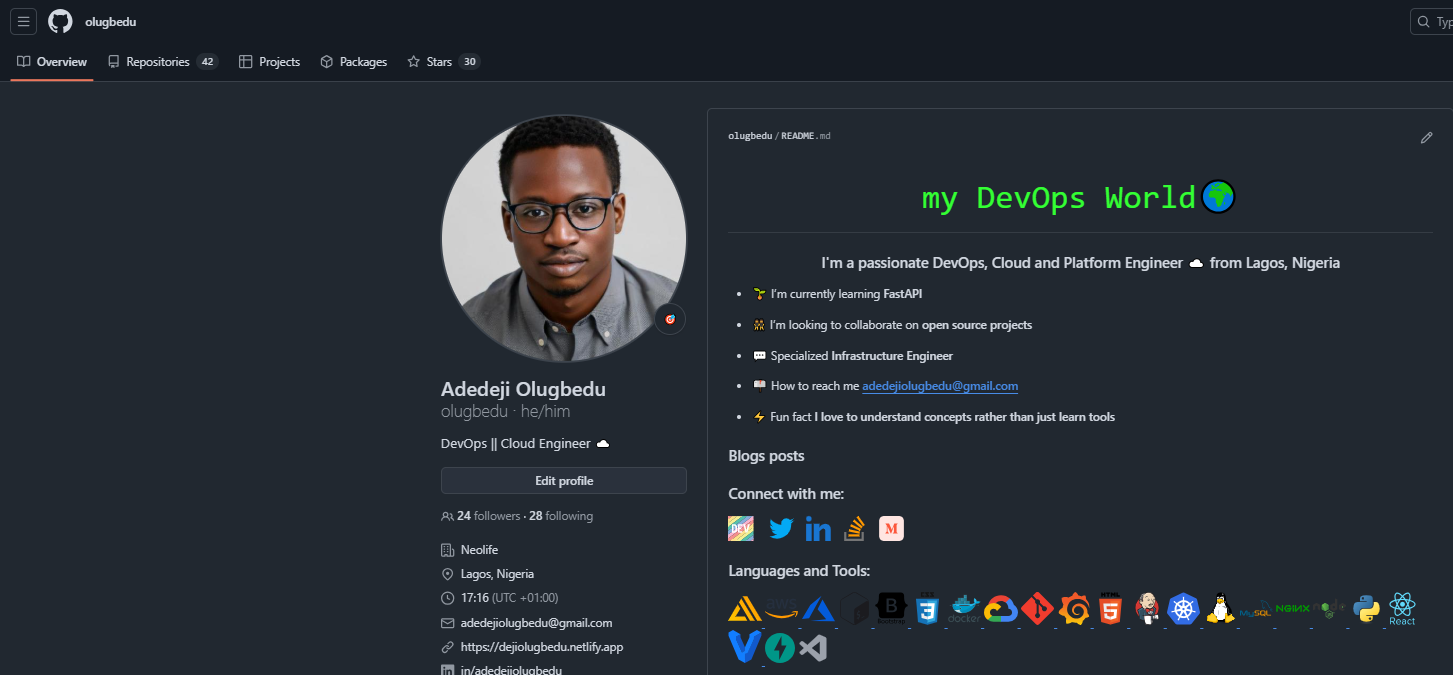 olugbedu
Typ
Overview
Repositories 42
Projects
Packages
Stars 30
olugbedu/README.md
my DevOps World
I'm a passionate DevOps, Cloud and Platform Engineer from Lagos, Nigeria
I'm currently learning FastAPI
I'm looking to collaborate on open source projects
Specialized Infrastructure Engineer
How to reach me adedejiolugbedu@gmail.com
Fun fact I love to understand concepts rather than just learn tools
Blogs posts
Connect with me:
DEV
in
M
Languages and Tools:
aws
B
Bootstrap
CSS
3
docker
HTML
5
MySQL
NGINX
node
React
Adedeji Olugbedu
olugbedu · he/him
DevOps || Cloud Engineer
Edit profile
24 followers · 28 following
Neolife
Lagos, Nigeria
17:16 (UTC +01:00)
adedejiolugbedu@gmail.com
https://dejiolugbedu.netlify.app
in/adedejiolugbedu